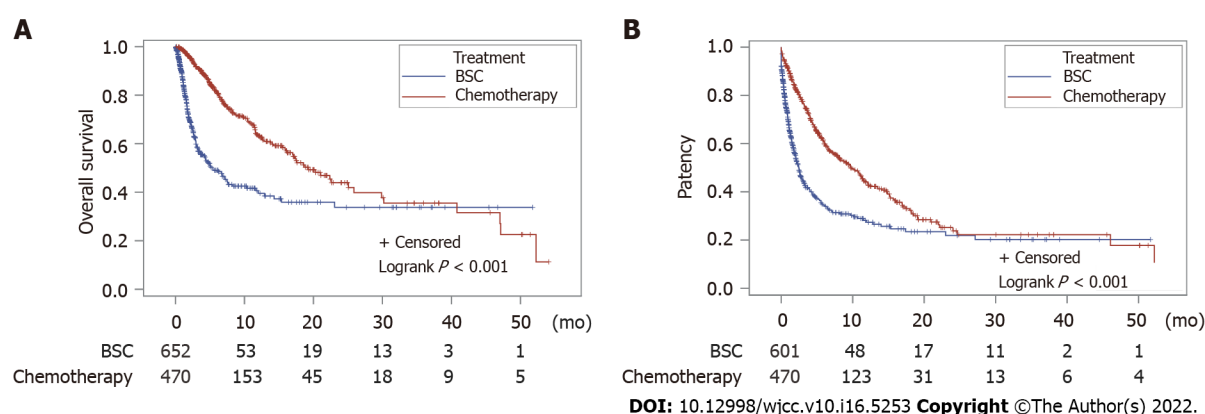 A
Overall survival
1.0
0.8
0.6
0.4
0.2
0.0
Treatment
BSC
Chemotherapy
+ Censored
Logrank P < 0.001
0 10 20 30 40 50 (mo)
BSC 652 53 19 13 3 1
Chemotherapy 470 153 45 18 9 5
B
Patency
1.0
0.8
0.6
0.4
0.2
0.0
Treatment
BSC
Chemotherapy
+ Censored
Logrank P < 0.001
0 10 20 30 40 50 (mo)
BSC 601 48 17 11 2 1
Chemotherapy 470 123 31 13 6 4
DOI: 10.12998/wjcc.v10.i16.5253 Copyright ©The Author(s) 2022.